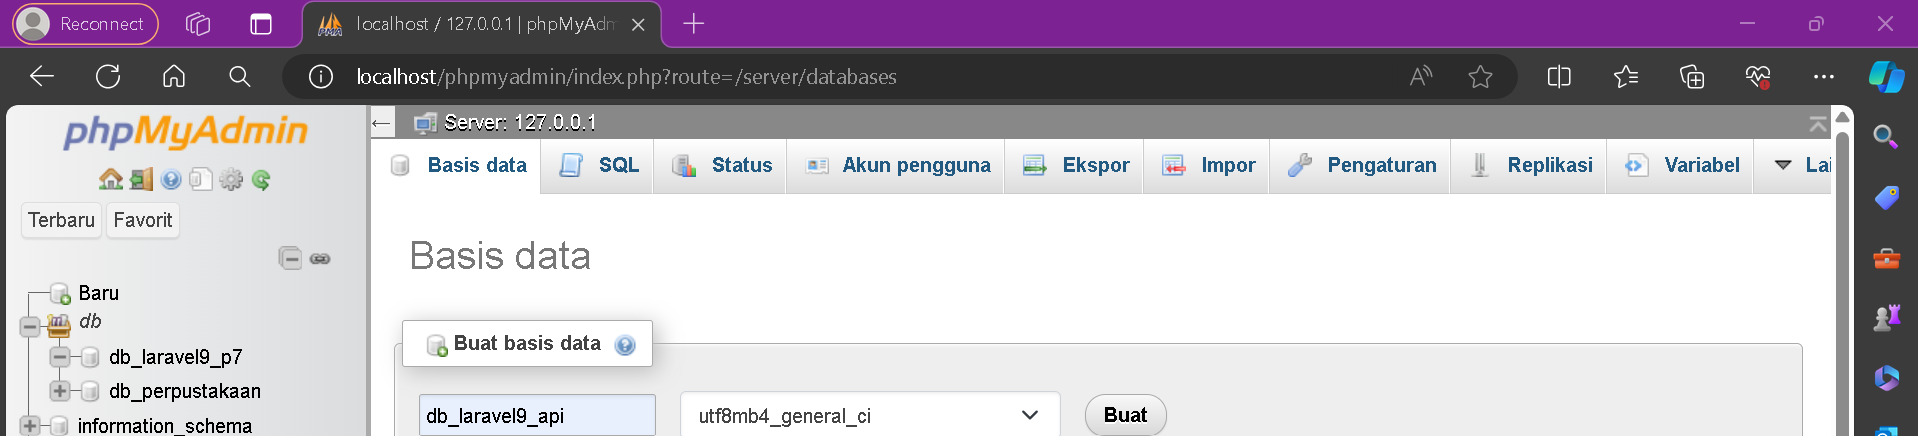 Reconnect
localhost / 127.0.0.1 | phpMyAdm
localhost/phpmyadmin/index.php?route=/server/databases
phpMyAdmin
Terbaru Favorit
Baru
db
db_laravel9_p7
db_perpustakaan
information_schema
Server: 127.0.0.1
Basis data SQL Status Akun pengguna Ekspor Impor Pengaturan Replikasi Variabel Lai
Basis data
Buat basis data
db_laravel9_api utf8mb4_general_ci Buat